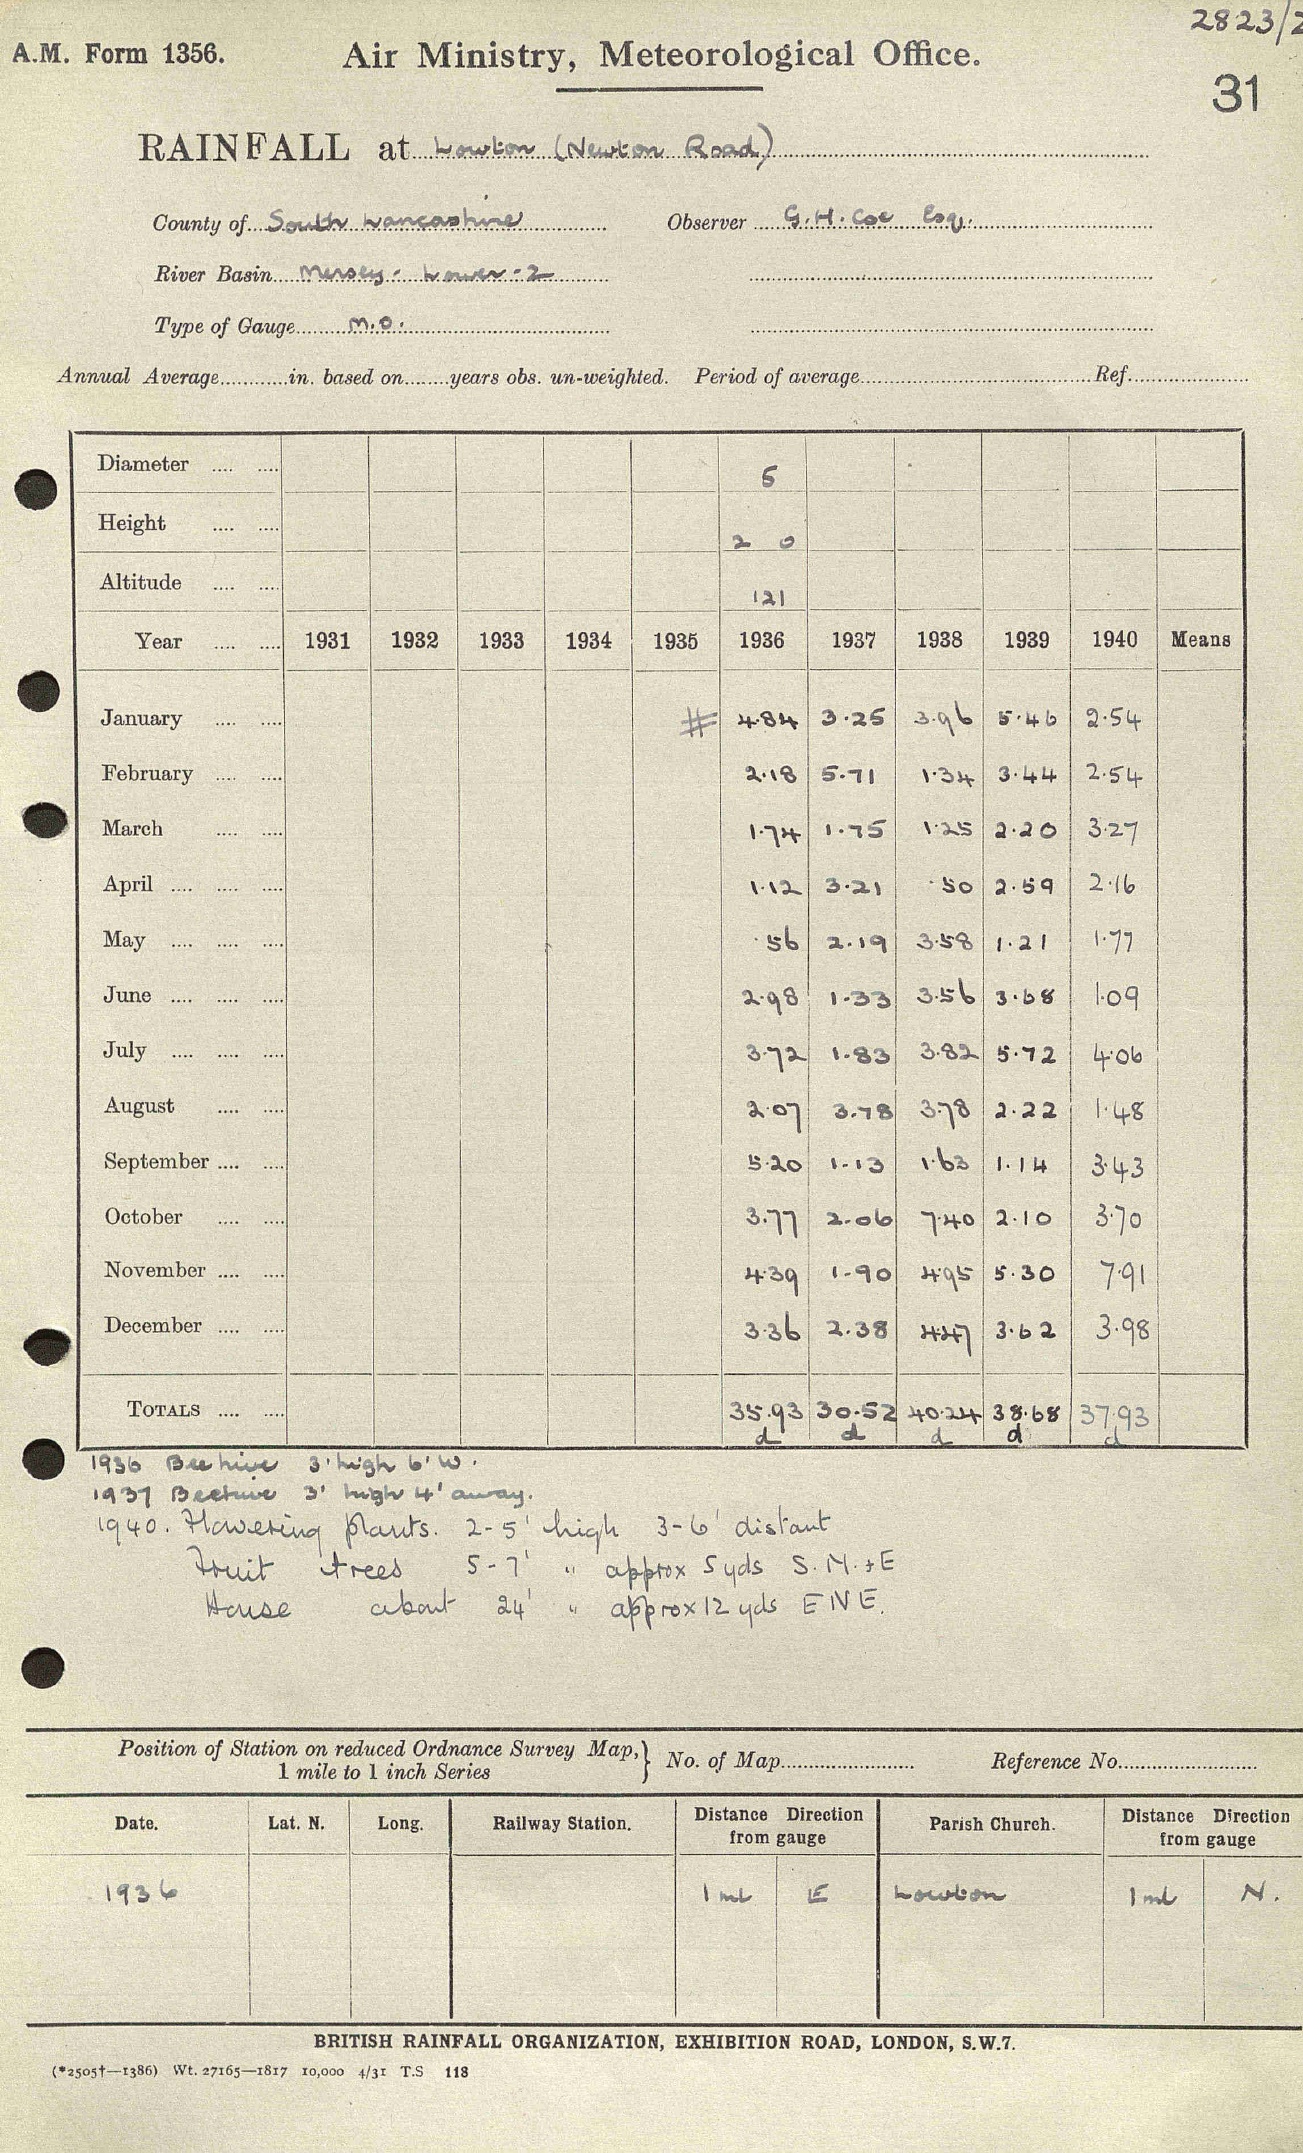 2823/2
A.M. Form 1356. Air Ministry, Meteorological Office.
31
RAINFALL at Lowton (Newton Road)
County of South Lancashire Observer G.H. Coe Esq.
River Basin Mersey - Lower - 2
Type of Gauge M.O.
Annual Average in. based on years obs. un-weighted. Period of average Ref.
Diameter 5
Height 2 0
Altitude 121
Year 1931 1932 1933 1934 1935 1936 1937 1938 1939 1940 Means
January # 4.84 3.25 3.96 5.46 2.54
February 2.18 5.71 1.34 3.44 2.54
March 1.74 1.75 1.25 2.20 3.27
April 1.12 3.21 .50 2.59 2.16
May .56 2.19 3.58 1.21 1.77
June 2.98 1.33 3.56 3.68 1.09
July 3.72 1.83 3.82 5.72 4.06
August 2.07 3.78 3.78 2.22 1.48
September 5.20 1.13 1.63 1.14 3.43
October 3.77 2.06 7.40 2.10 3.70
November 4.39 1.90 4.95 5.30 7.91
December 3.36 2.38 4.47 3.62 3.98
TOTALS 35.93 30.52 40.24 38.68 37.93
d d d d d
1936 Beehive 3' high 6' W.
1937 Beehive 3' high 4' away.
1940. Flowering plants. 2-5' high 3-6' distant
Fruit trees 5-7' " approx 5 yds S.W. + E
House about 24' " approx 12 yds ENE.
Position of Station on reduced Ordnance Survey Map, } No. of Map Reference No.
1 mile to 1 inch Series
Date. Lat. N. Long. Railway Station. Distance Direction from gauge Parish Church. Distance Direction from gauge
1936 1 ml E Lowton 1 ml N.
BRITISH RAINFALL ORGANIZATION, EXHIBITION ROAD, LONDON, S.W.7.
(*2505†—1386) Wt. 27165—1817 10,000 4/31 T.S 118